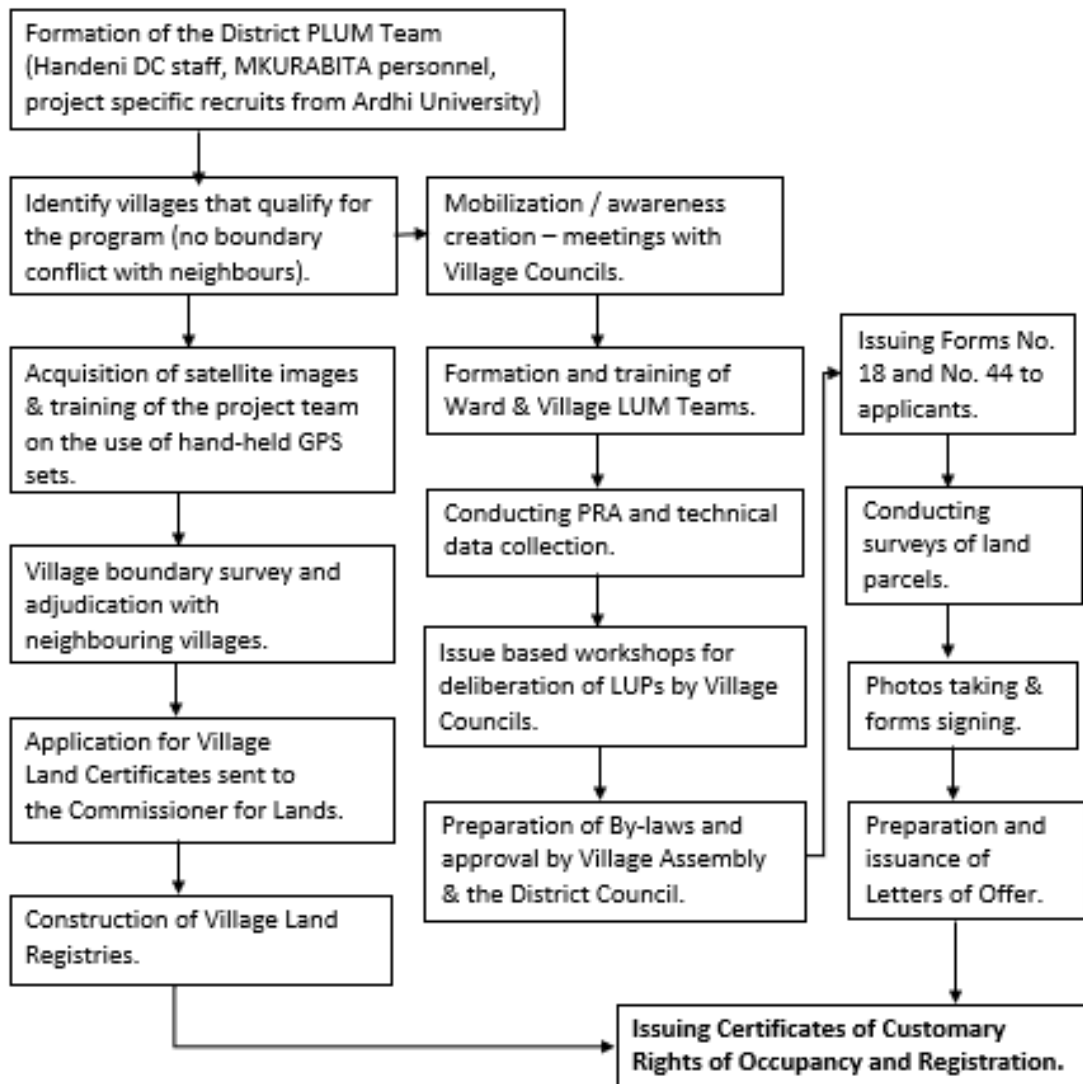 Formation of the District PLUM Team
(Handeni DC staff, MKURABITA personnel,
project specific recruits from Ardhi University)
Identify villages that qualify for
the program (no boundary
conflict with neighbours).
Acquisition of satellite images
& training of the project team
on the use of hand-held GPS
sets.
Village boundary survey and
adjudication with
neighbouring villages.
Application for Village
Land Certificates sent to
the Commissioner for Lands.
Construction of Village Land
Registries.
Mobilization / awareness
creation – meetings with
Village Councils.
Formation and training of
Ward & Village LUM Teams.
Conducting PRA and technical
data collection.
Issue based workshops for
deliberation of LUPs by Village
Councils.
Preparation of By-laws and
approval by Village Assembly
& the District Council.
Issuing Forms No.
18 and No. 44 to
applicants.
Conducting
surveys of land
parcels.
Photos taking &
forms signing.
Preparation and
issuance of
Letters of Offer.
Issuing Certificates of Customary
Rights of Occupancy and Registration.